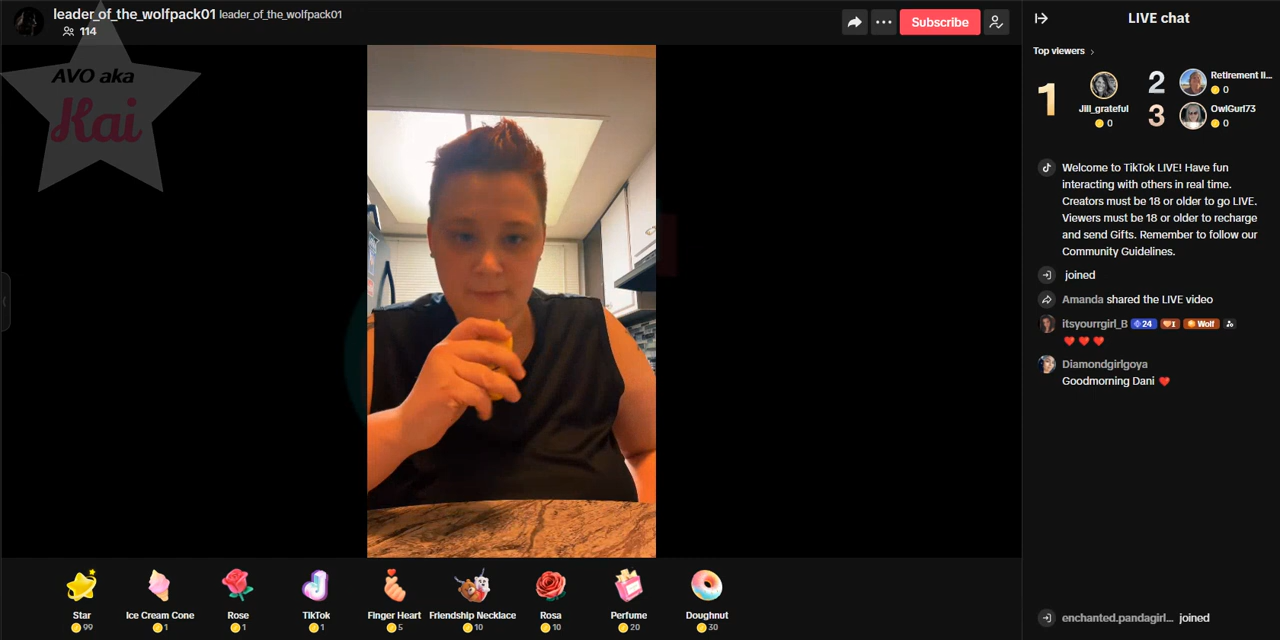 leader_of_the_wolfpack01 leader_of_the_wolfpack01
114
Subscribe
AVO aka
Kai
LIVE chat
Top viewers
1
Jill_grateful
0
2
Retirement li...
0
3
OwlGurl73
0
Welcome to TikTok LIVE! Have fun
interacting with others in real time.
Creators must be 18 or older to go LIVE.
Viewers must be 18 or older to recharge
and send Gifts. Remember to follow our
Community Guidelines.
joined
Amanda shared the LIVE video
itsyourrgirl_B 24 1 Wolf
Diamondgirlgoya
Goodmorning Dani
enchanted.pandagirl... joined
Star
99
Ice Cream Cone
1
Rose
1
TikTok
1
Finger Heart
5
Friendship Necklace
10
Rosa
10
Perfume
20
Doughnut
30